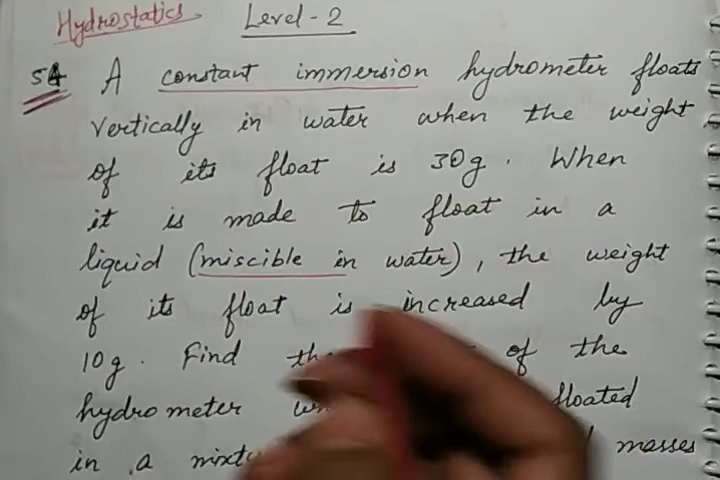 Hydrostatics Level-2
54 A constant immersion hydrometer floats
vertically in water when the weight
of its float is 30g. When
it is made to float in a
liquid (miscible in water), the weight
of its float is increased by
10g. Find of the
hydrometer floated
in a masses